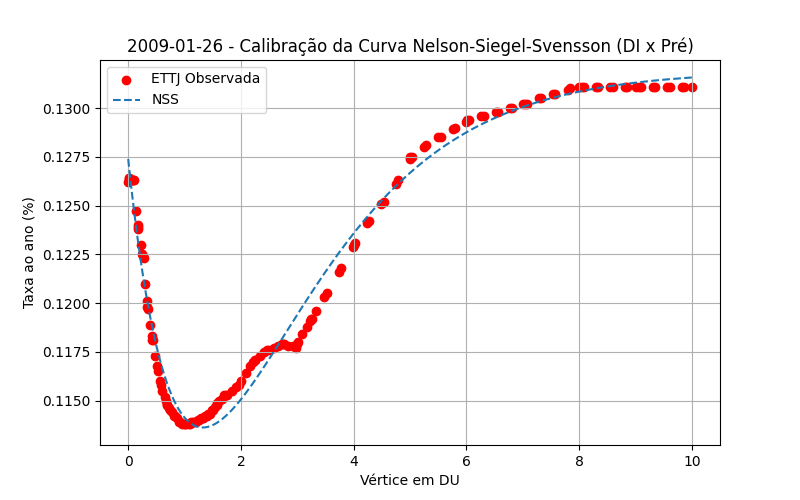 2009-01-26 - Calibração da Curva Nelson-Siegel-Svensson (DI x Pré)
ETTJ Observada
NSS
Taxa ao ano (%)
0.1300
0.1275
0.1250
0.1225
0.1200
0.1175
0.1150
0 2 4 6 8 10
Vértice em DU